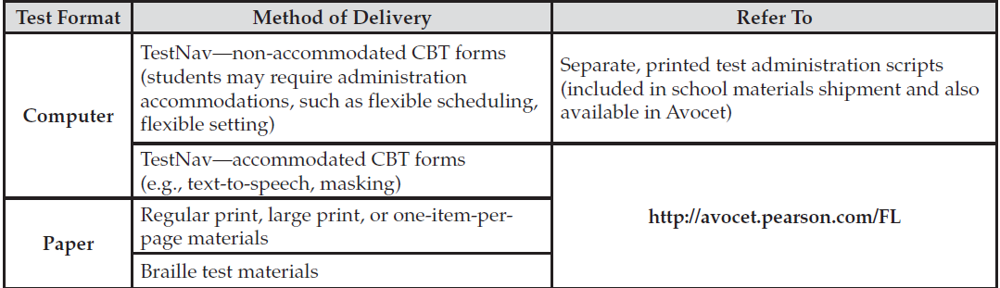 Test Format Method of Delivery Refer To
Computer
TestNav—non-accommodated CBT forms
(students may require administration
accommodations, such as flexible scheduling,
flexible setting)
Separate, printed test administration scripts
(included in school materials shipment and also
available in Avocet)
TestNav—accommodated CBT forms
(e.g., text-to-speech, masking)
http://avocet.pearson.com/FL
Paper
Regular print, large print, or one-item-per-
page materials
Braille test materials